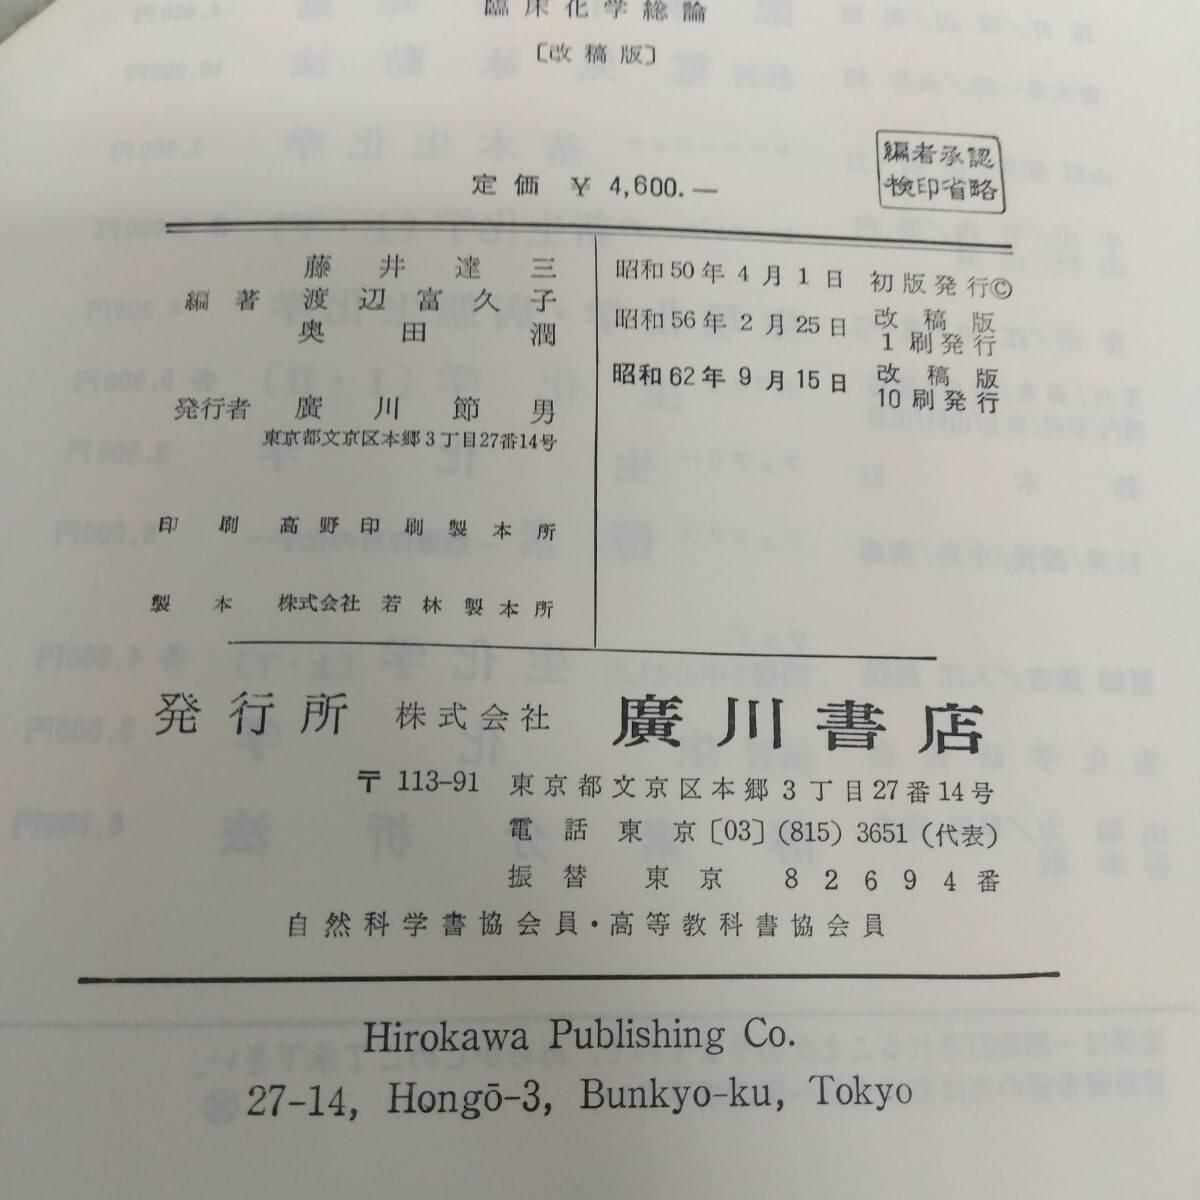 臨床化学総論
〔改稿版〕
編者承認
検印省略
定価 ¥ 4,600.—
編著 藤井達三
渡辺富久子
奥田潤
発行者 廣川節男
東京都文京区本郷3丁目27番14号
印刷 高野印刷製本所
製本 株式会社若林製本所
昭和50年4月1日 初版発行©
昭和56年2月25日 改稿版
1刷発行
昭和62年9月15日 改稿版
10刷発行
発行所 株式会社 廣川書店
〒 113-91 東京都文京区本郷3丁目27番14号
電話 東京〔03〕(815) 3651 (代表)
振替 東京 82694番
自然科学書協会員・高等教科書協会員
Hirokawa Publishing Co.
27-14, Hongō-3, Bunkyo-ku, Tokyo